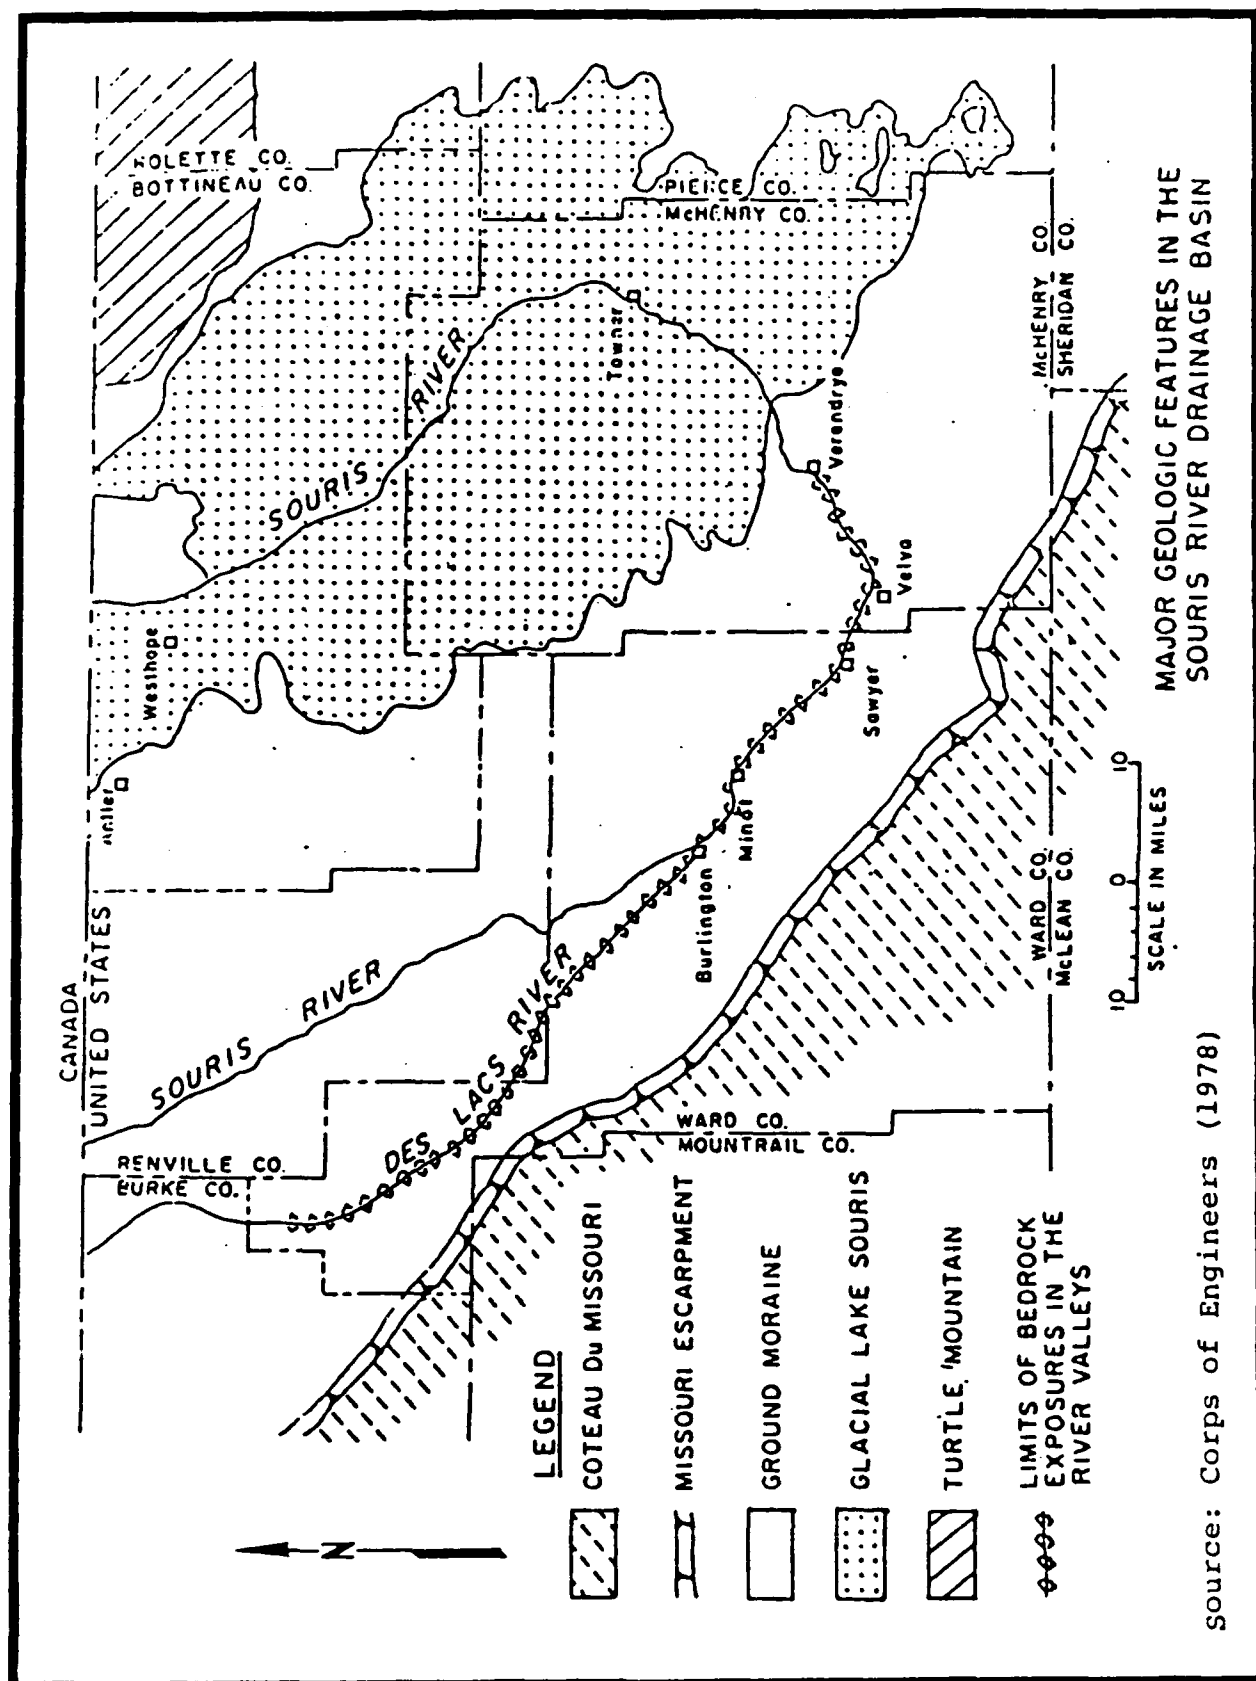 CANADA
UNITED STATES
RENVILLE CO.
BURKE CO.
ROLETTE CO.
BOTTINEAU CO.
Antler
Westhope
SOURIS RIVER
SOURIS RIVER
DES LACS RIVER
PIERCE CO.
McHENRY CO.
Towner
Verendrye
Velva
Sawyer
Minot
Burlington
WARD CO.
MOUNTRAIL CO.
WARD CO.
McLEAN CO.
McHENRY CO.
SHERIDAN CO.
N
LEGEND
COTEAU Du MISSOURI
MISSOURI ESCARPMENT
GROUND MORAINE
GLACIAL LAKE SOURIS
TURTLE MOUNTAIN
LIMITS OF BEDROCK
EXPOSURES IN THE
RIVER VALLEYS
10 0 10
SCALE IN MILES
MAJOR GEOLOGIC FEATURES IN THE
SOURIS RIVER DRAINAGE BASIN
Source: Corps of Engineers (1978)